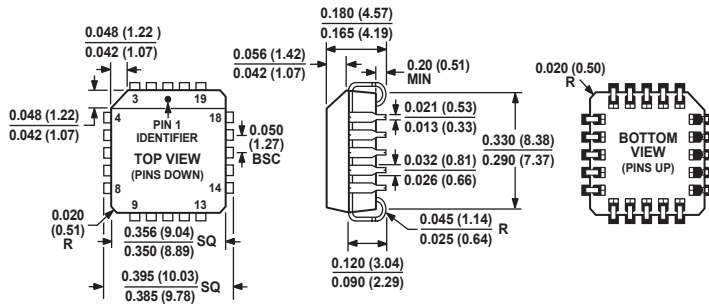 0.048 (1.22 )
0.042 (1.07)
0.048 (1.22)
0.042 (1.07)
3
19
4
18
PIN 1
IDENTIFIER
TOP VIEW
(PINS DOWN)
0.050
(1.27)
BSC
8
14
9
13
0.020
(0.51)
R
0.356 (9.04)
0.350 (8.89)
SQ
0.395 (10.03)
0.385 (9.78)
SQ
0.180 (4.57)
0.165 (4.19)
0.056 (1.42)
0.042 (1.07)
0.20 (0.51)
MIN
0.021 (0.53)
0.013 (0.33)
0.032 (0.81)
0.026 (0.66)
0.330 (8.38)
0.290 (7.37)
0.045 (1.14)
0.025 (0.64)
R
0.120 (3.04)
0.090 (2.29)
0.020 (0.50)
R
BOTTOM
VIEW
(PINS UP)